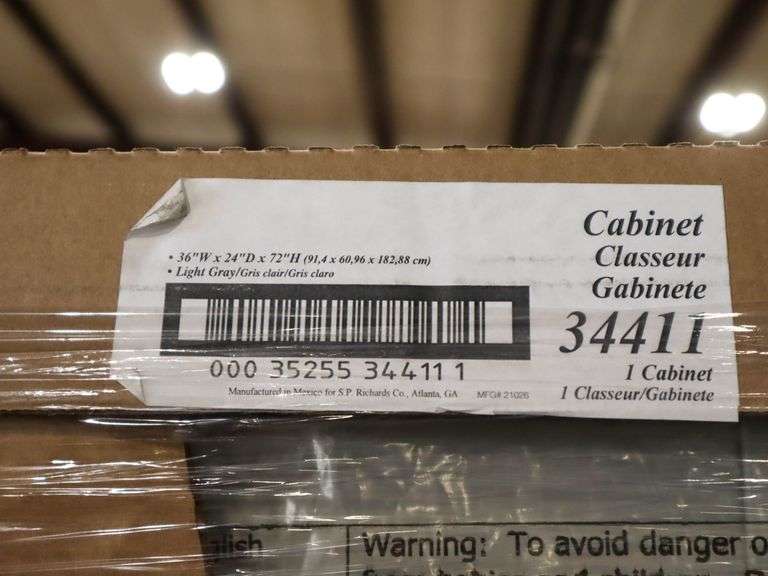 Cabinet
Classeur
Gabinete
34411
1 Cabinet
1 Classeur/Gabinete
• 36"W x 24"D x 72"H (91,4 x 60,96 x 182,88 cm)
• Light Gray/Gris clair/Gris claro
000 35255 34411 1
Manufactured in Mexico for S.P. Richards Co., Atlanta, GA MFG# 21026
glish
Warning: To avoid danger o